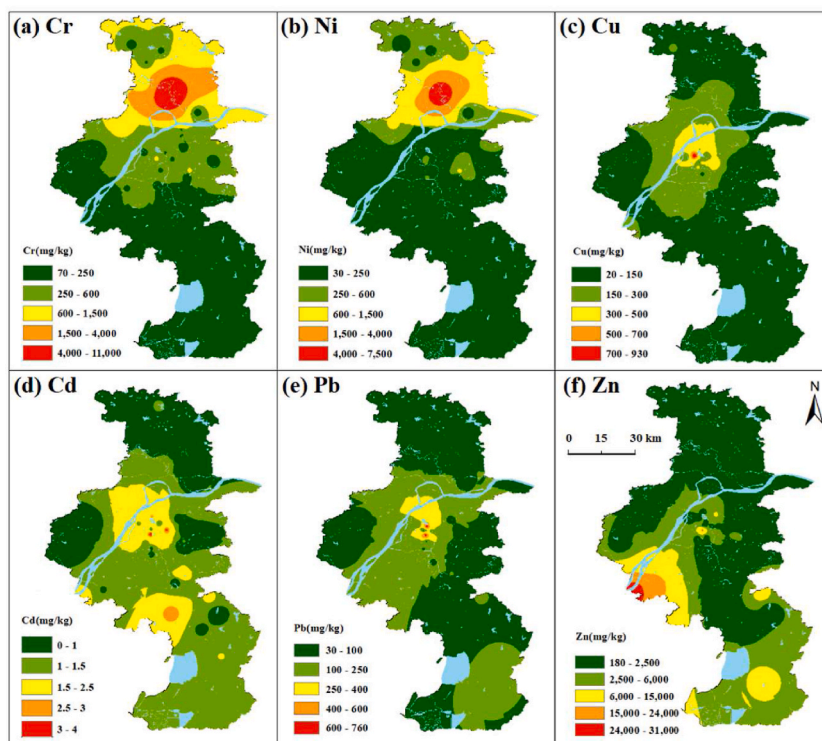 (a) Cr
Cr(mg/kg)
70 - 250
250 - 600
600 - 1,500
1,500 - 4,000
4,000 - 11,000
(b) Ni
Ni(mg/kg)
30 - 250
250 - 600
600 - 1,500
1,500 - 4,000
4,000 - 7,500
(c) Cu
Cu(mg/kg)
20 - 150
150 - 300
300 - 500
500 - 700
700 - 930
(d) Cd
Cd(mg/kg)
0 - 1
1 - 1.5
1.5 - 2.5
2.5 - 3
3 - 4
(e) Pb
Pb(mg/kg)
30 - 100
100 - 250
250 - 400
400 - 600
600 - 760
(f) Zn
N
0 15 30 km
Zn(mg/kg)
180 - 2,500
2,500 - 6,000
6,000 - 15,000
15,000 - 24,000
24,000 - 31,000